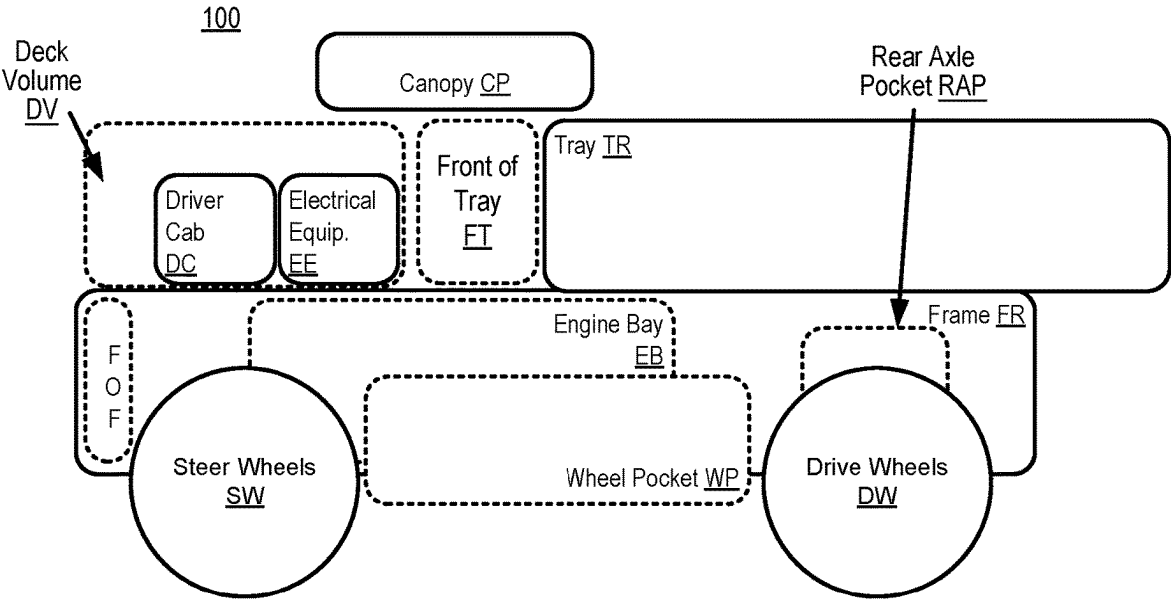 100
Deck
Volume
DV
Canopy CP
Rear Axle
Pocket RAP
Tray TR
Front of
Tray
FT
Driver
Cab
DC
Electrical
Equip.
EE
F
O
F
Engine Bay
EB
Frame FR
Steer Wheels
SW
Wheel Pocket WP
Drive Wheels
DW